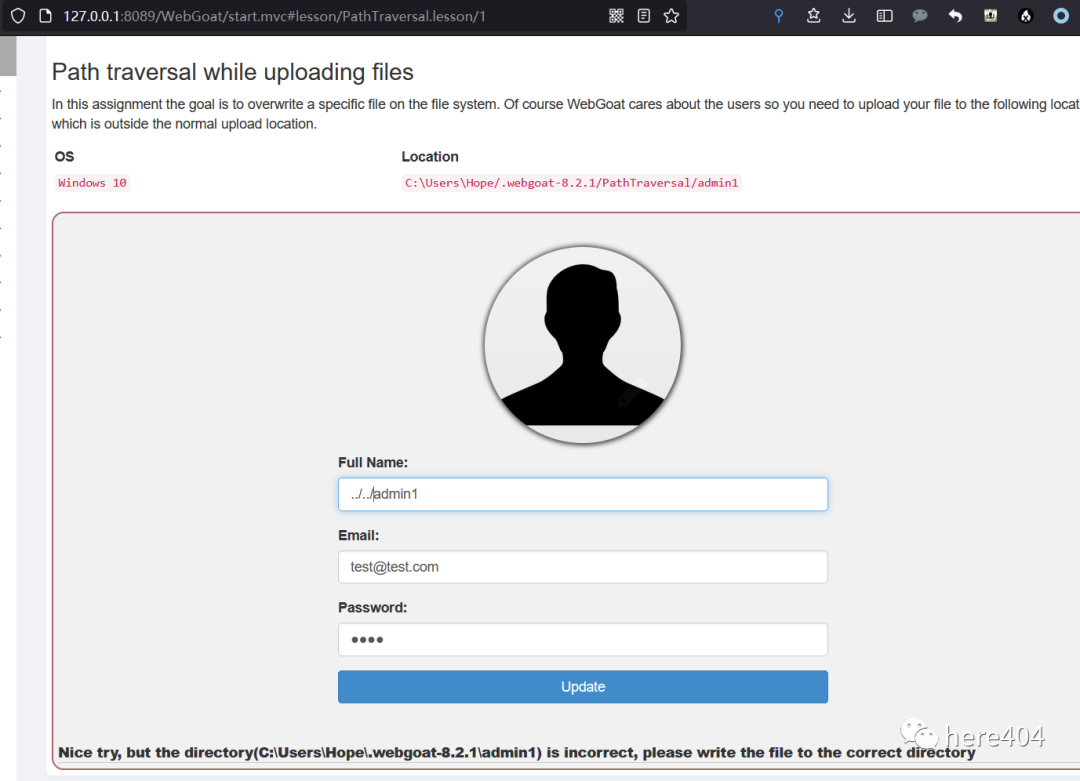 127.0.0.1:8089/WebGoat/start.mvc#lesson/PathTraversal.lesson/1
Path traversal while uploading files
In this assignment the goal is to overwrite a specific file on the file system. Of course WebGoat cares about the users so you need to upload your file to the following locat
which is outside the normal upload location.
OS Location
Windows 10 C:\Users\Hope/.webgoat-8.2.1/PathTraversal/admin1
Full Name:
../../admin1
Email:
test@test.com
Password:
••••
Update
Nice try, but the directory(C:\Users\Hope\.webgoat-8.2.1\admin1) is incorrect, please write the file to the correct directory
here404